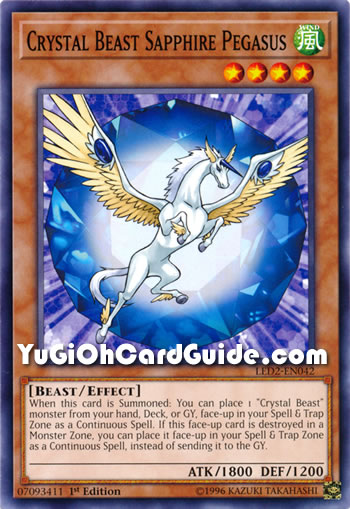 CRYSTAL BEAST SAPPHIRE PEGASUS
WIND
風
YuGiOhCardGuide.com
LED2-EN042
[BEAST/EFFECT]
When this card is Summoned: You can place 1 "Crystal Beast"
monster from your hand, Deck, or GY, face-up in your Spell & Trap
Zone as a Continuous Spell. If this face-up card is destroyed in a
Monster Zone, you can place it face-up in your Spell & Trap Zone
as a Continuous Spell, instead of sending it to the GY.
ATK/1800 DEF/1200
07093411 1st Edition ©1996 KAZUKI TAKAHASHI